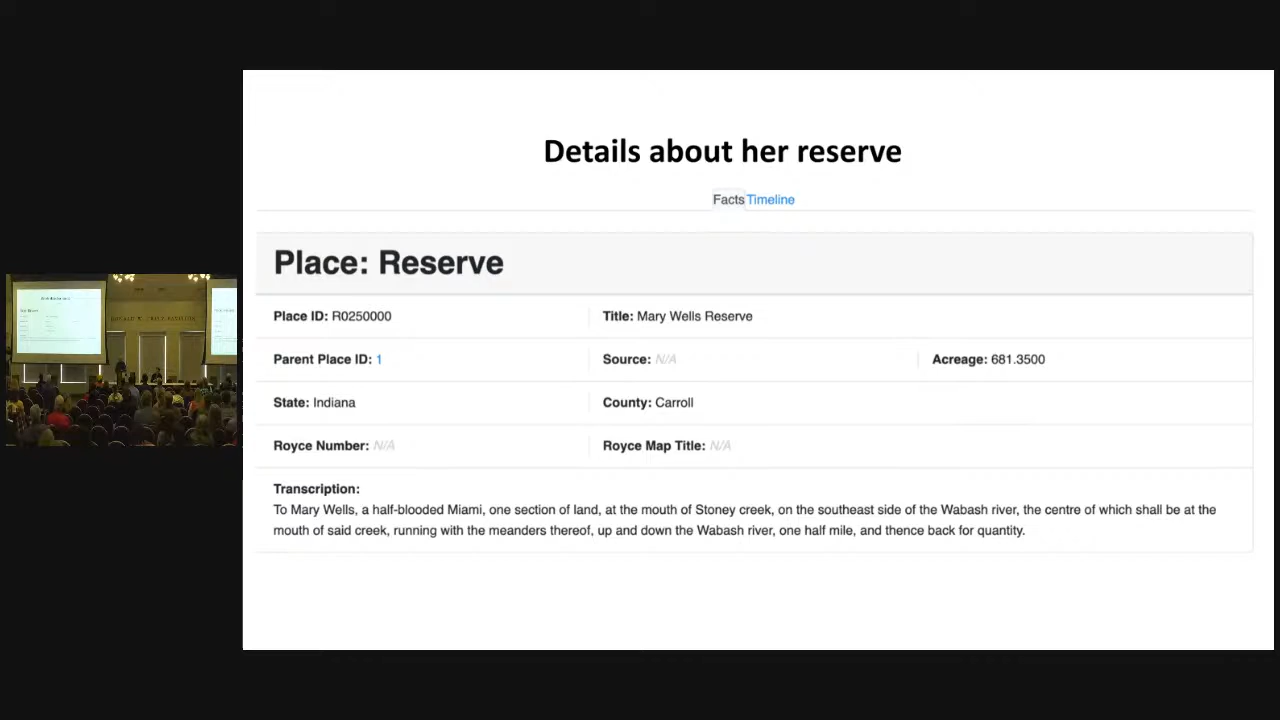 Details about her reserve
Facts Timeline
Place: Reserve
Place ID: R0250000 Title: Mary Wells Reserve
Parent Place ID: 1 Source: N/A Acreage: 681.3500
State: Indiana County: Carroll
Royce Number: N/A Royce Map Title: N/A
Transcription:
To Mary Wells, a half-blooded Miami, one section of land, at the mouth of Stoney creek, on the southeast side of the Wabash river, the centre of which shall be at the
mouth of said creek, running with the meanders thereof, up and down the Wabash river, one half mile, and thence back for quantity.